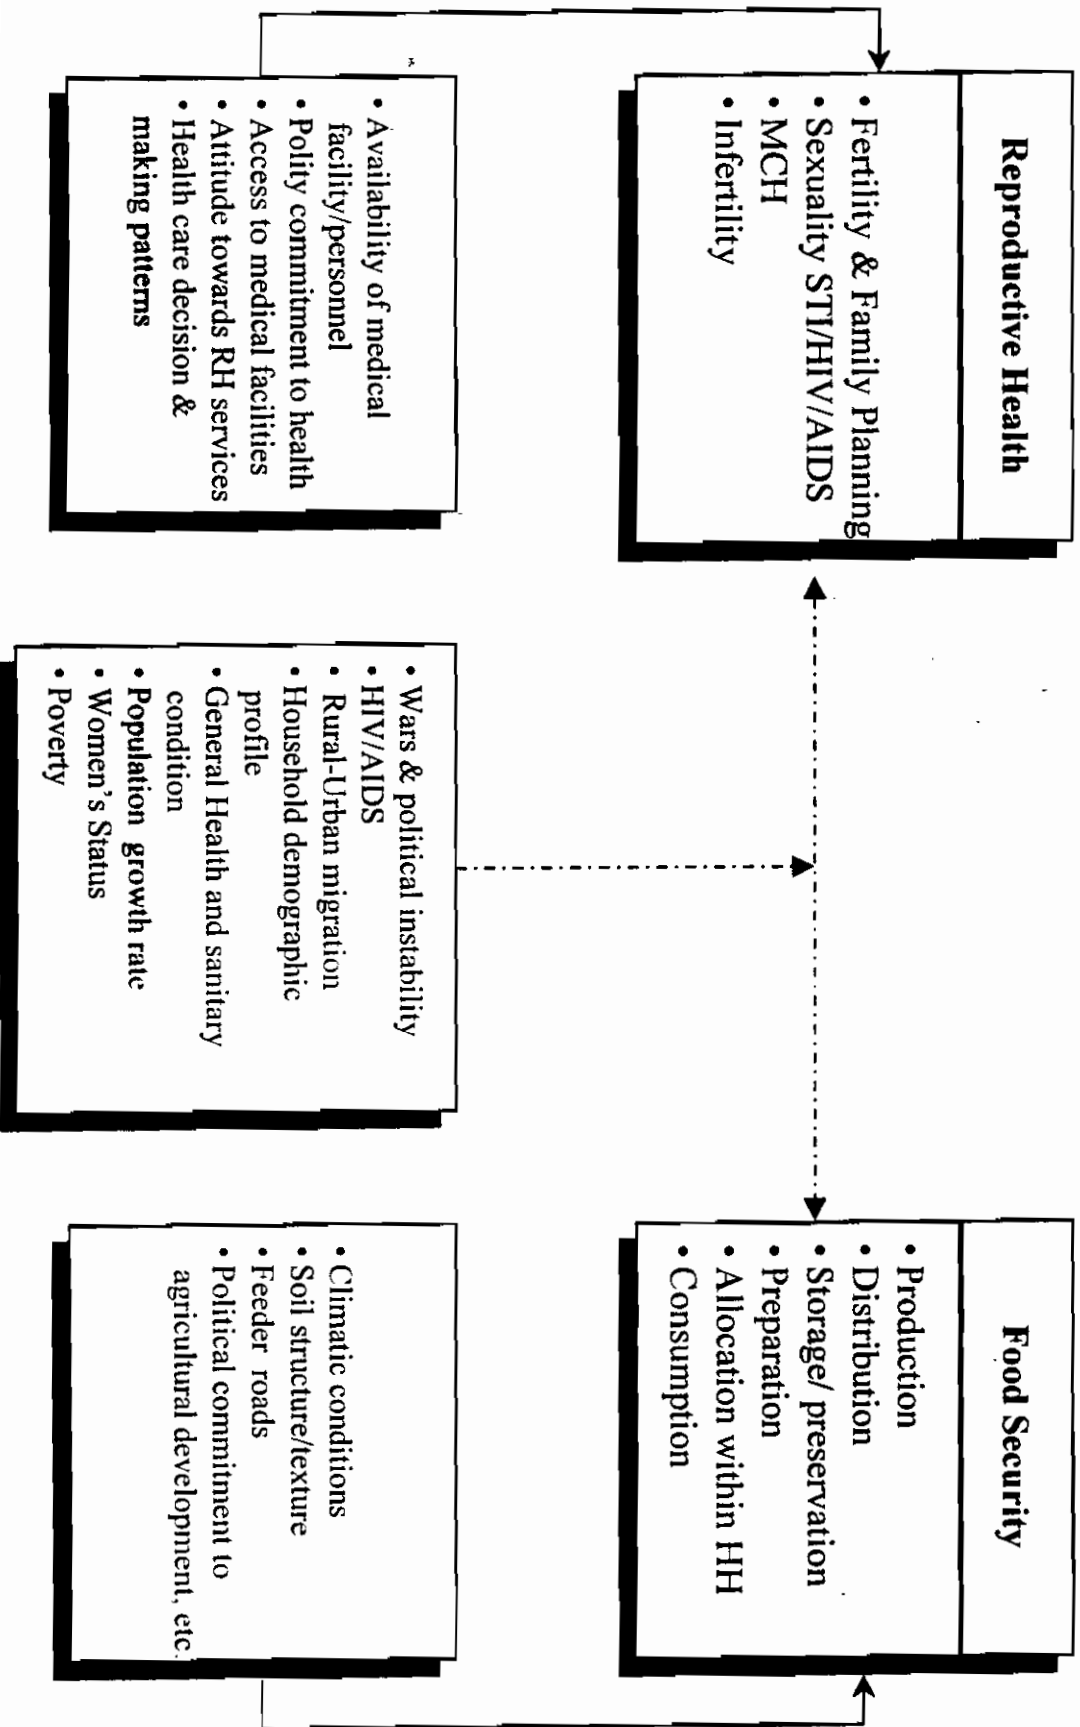 Reproductive Health
• Fertility & Family Planning
• Sexuality STI/HIV/AIDS
• MCH
• Infertility
Food Security
• Production
• Distribution
• Storage/ preservation
• Preparation
• Allocation within HH
• Consumption
• Availability of medical
facility/personnel
• Polity commitment to health
• Access to medical facilities
• Attitude towards RH services
• Health care decision &
making patterns
• Wars & political instability
• HIV/AIDS
• Rural-Urban migration
• Household demographic
profile
• General Health and sanitary
condition
• Population growth rate
• Women's Status
• Poverty
• Climatic conditions
• Soil structure/texture
• Feeder roads
• Political commitment to
agricultural development, etc.